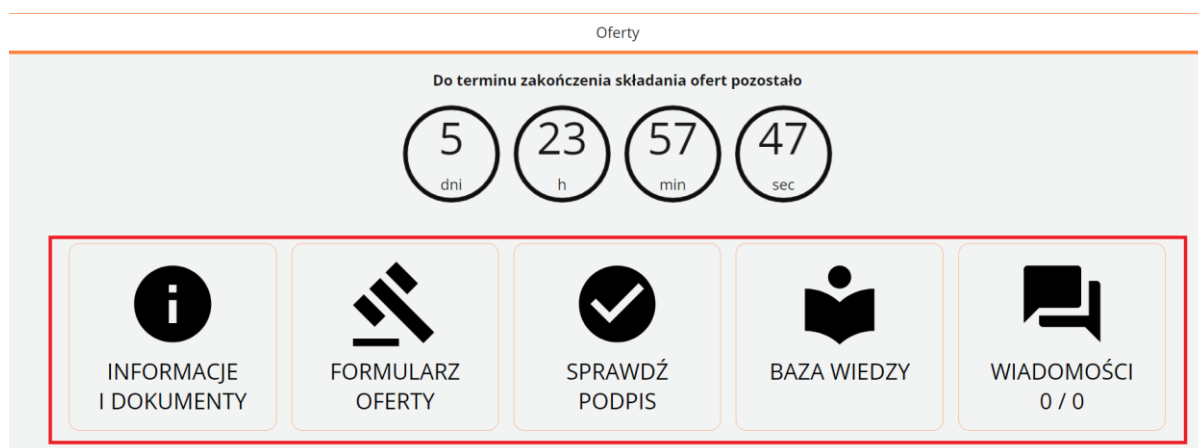 Oferty
Do terminu zakończenia składania ofert pozostało
5 23 57 47
dni h min sec
INFORMACJE
I DOKUMENTY
FORMULARZ
OFERTY
SPRAWDŹ
PODPIS
BAZA WIEDZY
WIADOMOŚCI
0 / 0